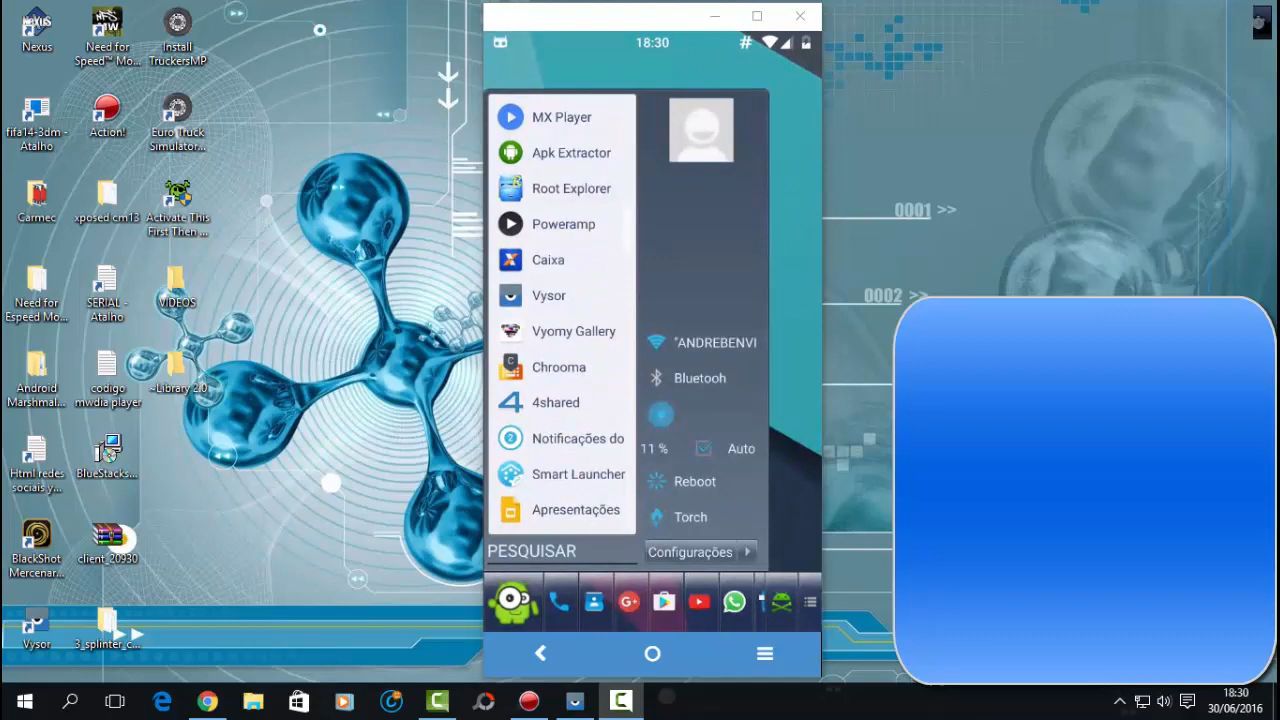 Nexus
Need for
Speed™ Mo...
Install
TruckersMP
fifa14-3dm -
Atalho
Action!
Euro Truck
Simulator...
Carmec
xposed cm13
Activate This
First Then ...
Need for
Espeed Mo...
SERIAL -
Atalho
VIDEOS
Android
Marshmal...
codigo
mwdia player
~Library 2.0
Html redes
sociais y...
BlueStacks...
BlackShot
Mercenar...
client_20930
Vysor
3_splinter_c...
18:30
MX Player
Apk Extractor
Root Explorer
Poweramp
Caixa
Vysor
Vyomy Gallery
Chrooma
4shared
Notificações do
Smart Launcher
Apresentações
PESQUISAR
"ANDREBENVI
Bluetooh
11 %
Auto
Reboot
Torch
Configurações
0001 >>
0002 >>
18:30
30/06/2016